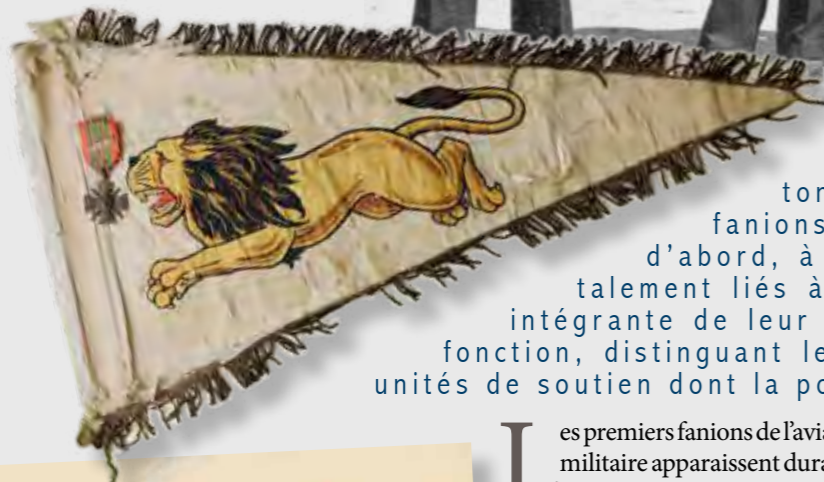 tor
fanions
d'abord, à
talement liés à
intégrante de leur
fonction, distinguant le
unités de soutien dont la po
es premiers fanions de l'avia
militaire apparaissent dura